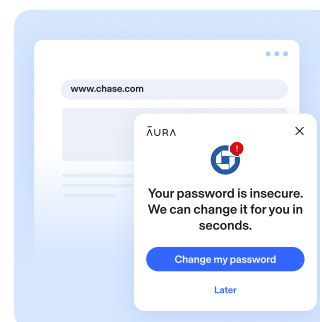 www.chase.com
ĀURA
Your password is insecure.
We can change it for you in
seconds.
Change my password
Later